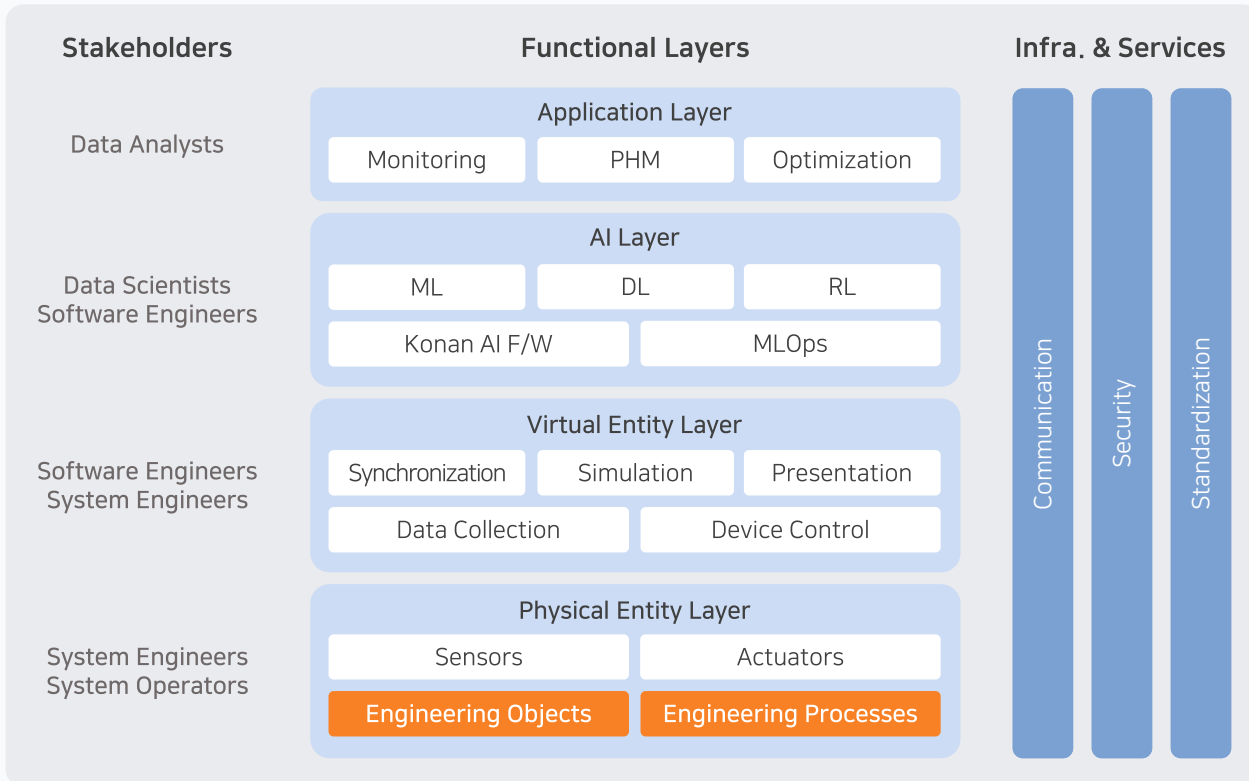 Stakeholders
Functional Layers
Infra. & Services
Data Analysts
Application Layer
Monitoring
PHM
Optimization
Data Scientists
Software Engineers
AI Layer
ML
DL
RL
Konan AI F/W
MLOps
Software Engineers
System Engineers
Virtual Entity Layer
Synchronization
Simulation
Presentation
Data Collection
Device Control
System Engineers
System Operators
Physical Entity Layer
Sensors
Actuators
Engineering Objects
Engineering Processes
Communication
Security
Standardization